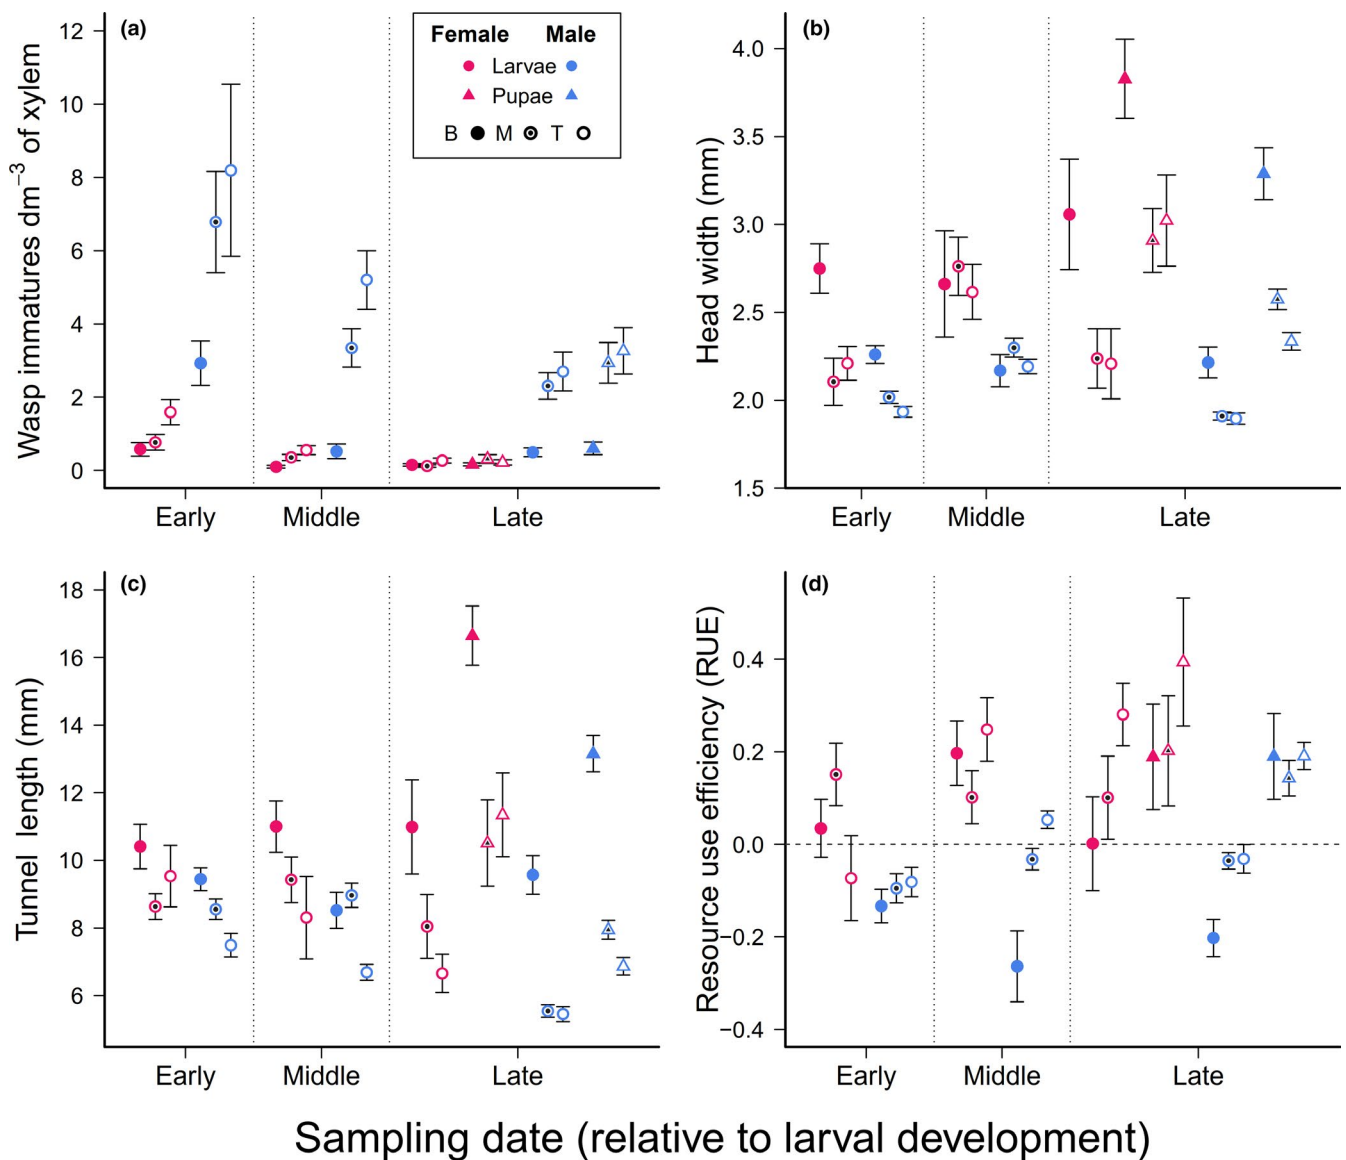 (a)
Wasp immatures dm⁻³ of xylem
12
10
8
6
4
2
0
Early Middle Late
Female Male
Larvae
Pupae
B M T
(b)
Head width (mm)
4.0
3.5
3.0
2.5
2.0
1.5
Early Middle Late
(c)
Tunnel length (mm)
18
16
14
12
10
8
6
Early Middle Late
(d)
Resource use efficiency (RUE)
0.4
0.2
0.0
−0.2
−0.4
Early Middle Late
Sampling date (relative to larval development)